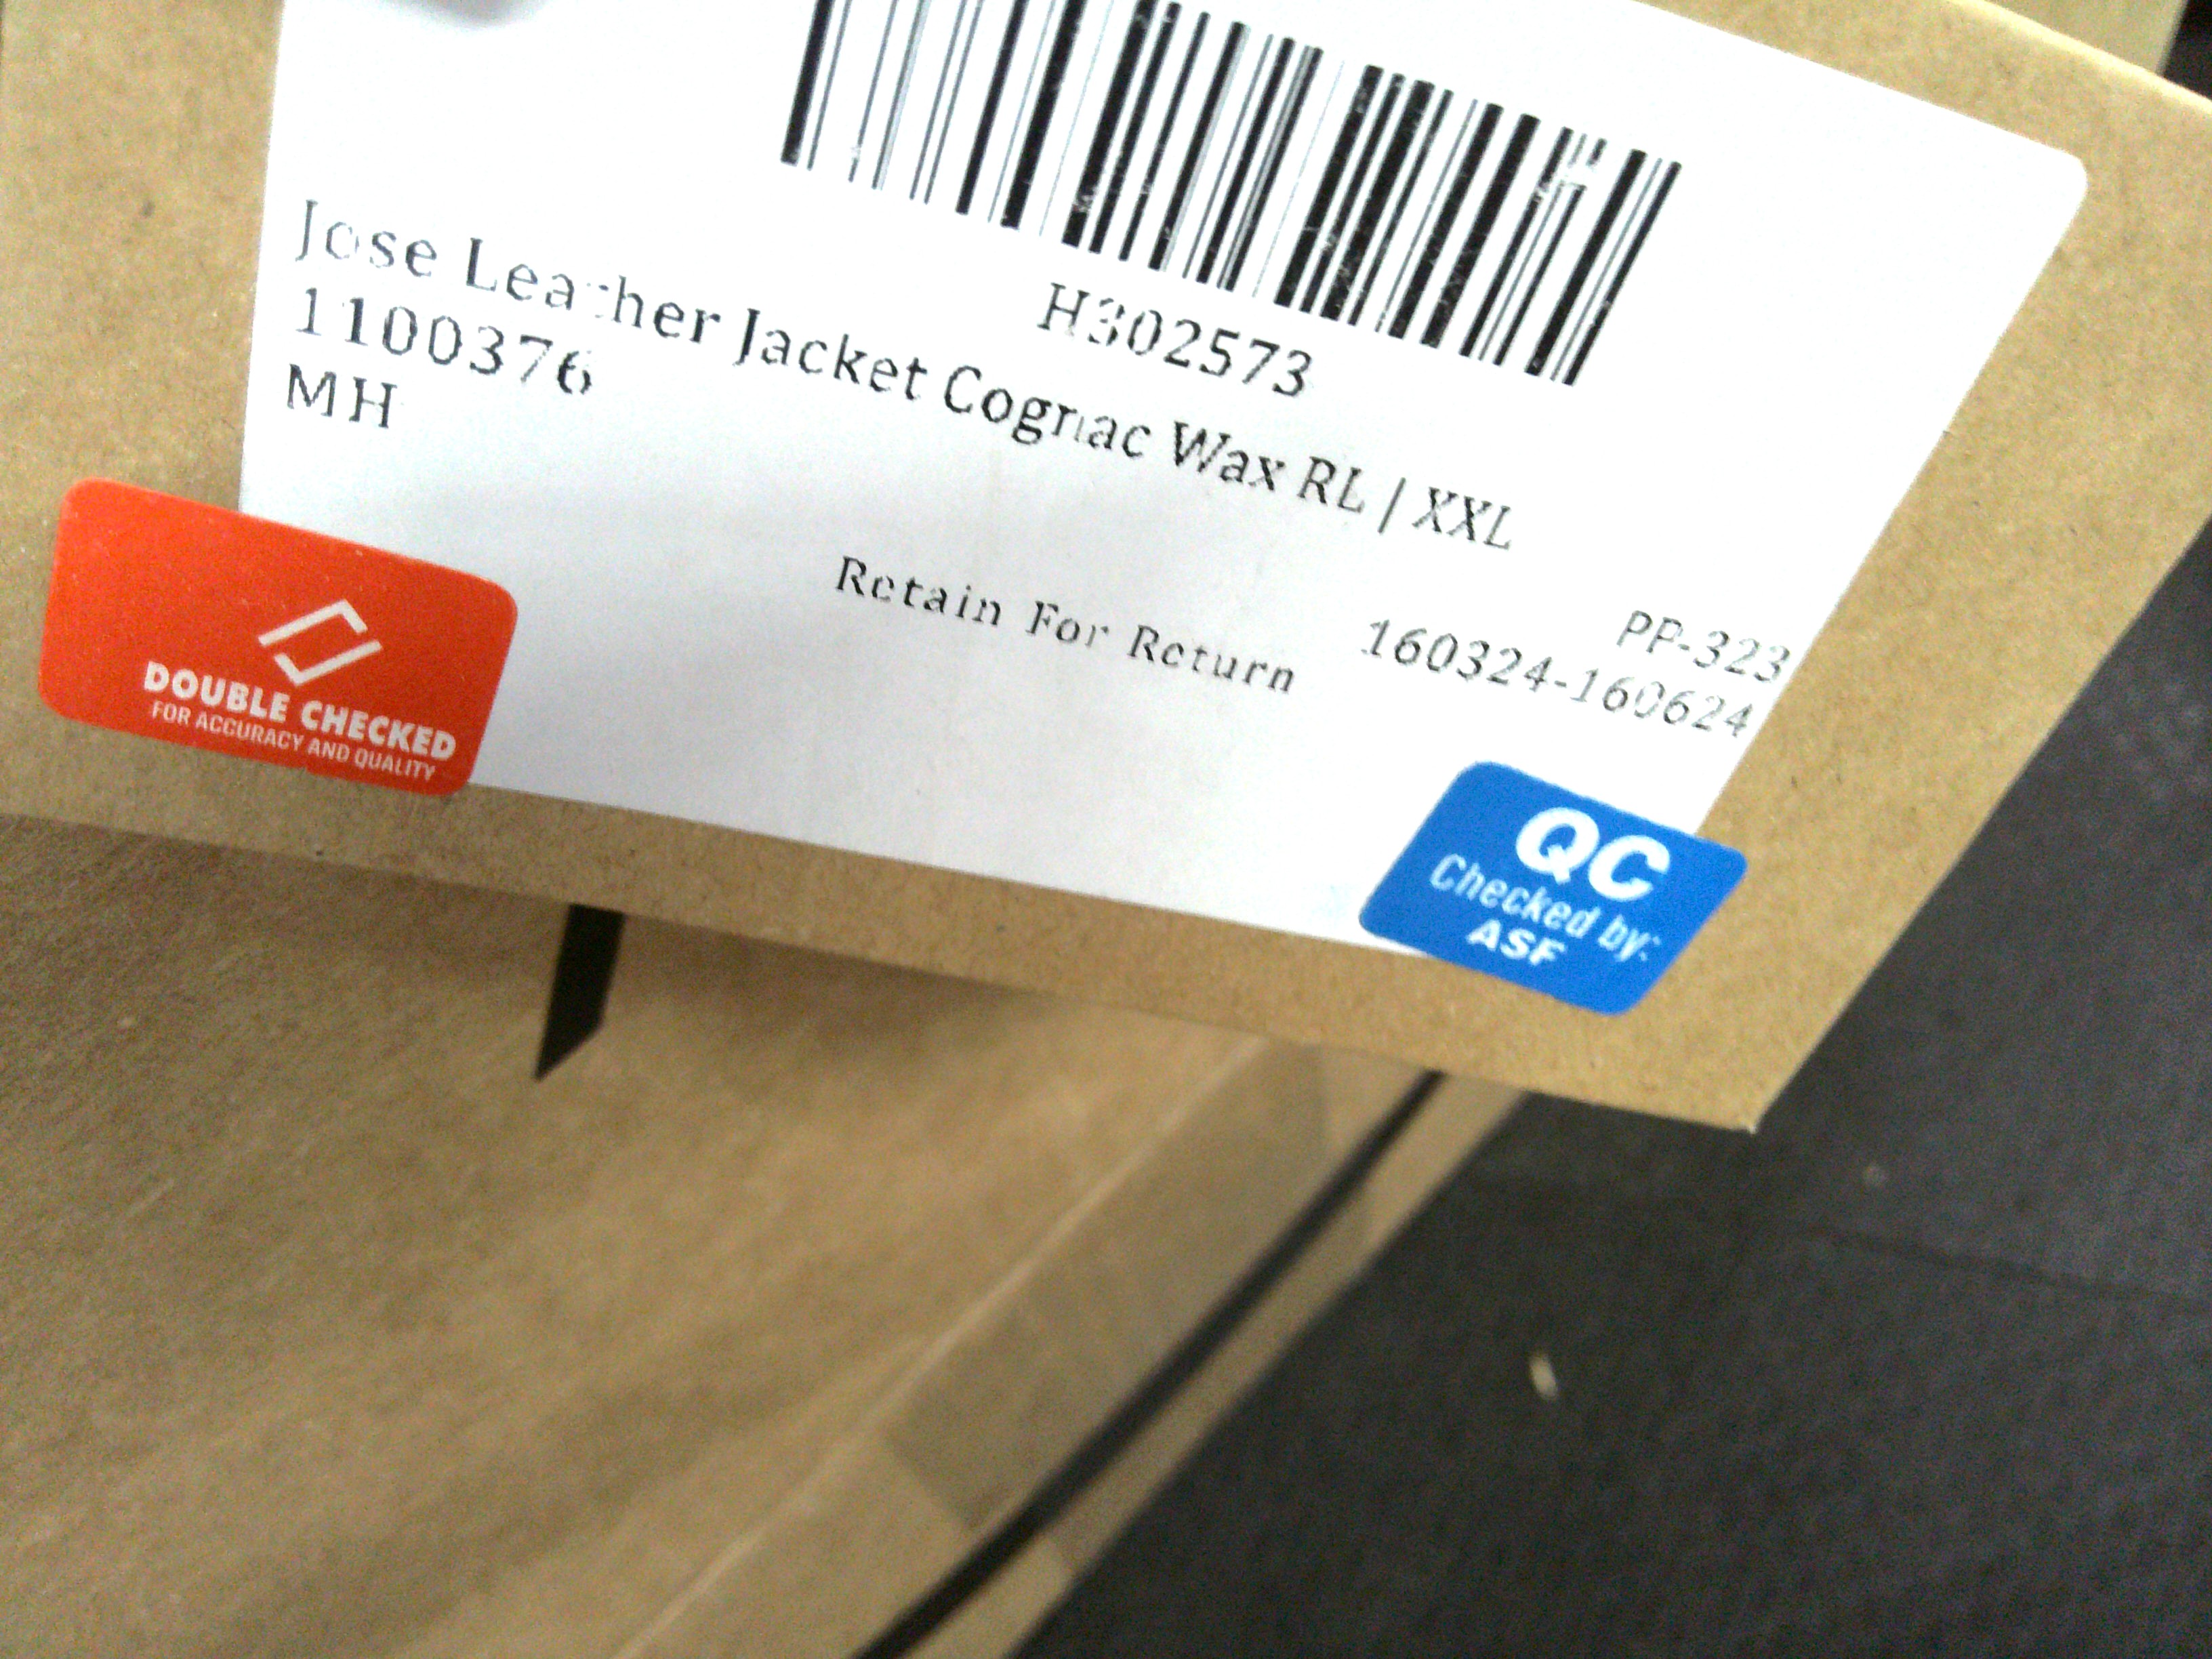 H302573
Jose Leather Jacket Cognac Wax RL | XXL
1100376
MH
Retain For Return
PP-323
160324-160624
DOUBLE CHECKED
FOR ACCURACY AND QUALITY
QC
Checked by:
ASF